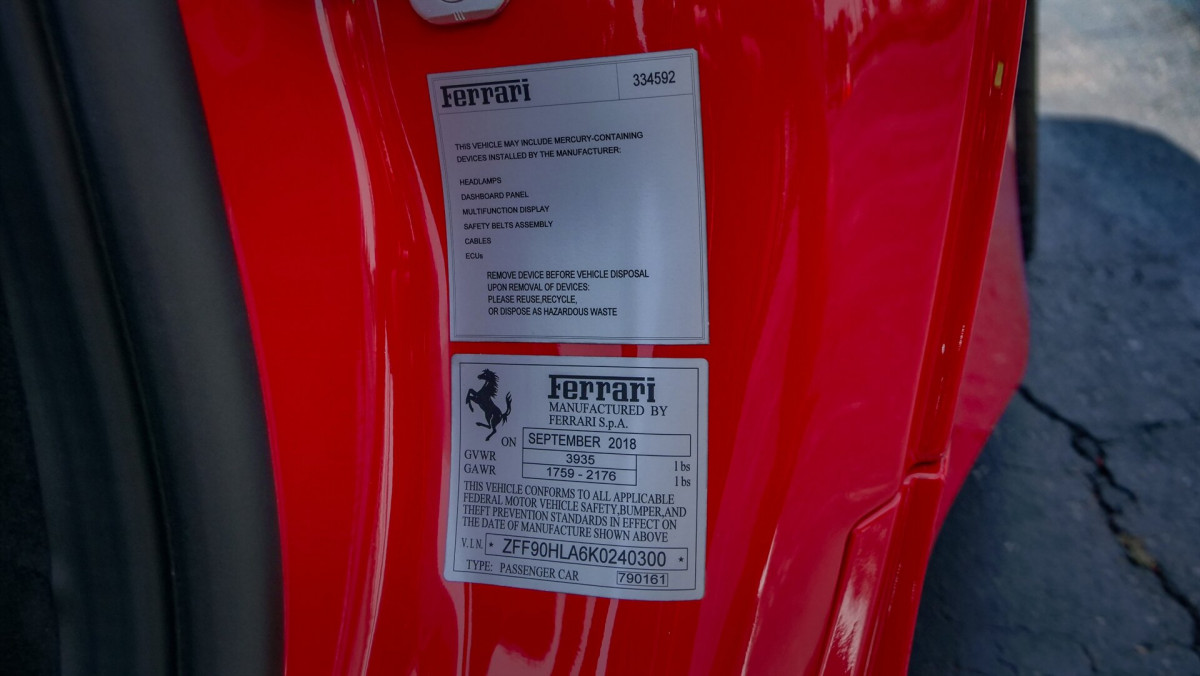 Ferrari 334592
THIS VEHICLE MAY INCLUDE MERCURY-CONTAINING
DEVICES INSTALLED BY THE MANUFACTURER:
HEADLAMPS
DASHBOARD PANEL
MULTIFUNCTION DISPLAY
SAFETY BELTS ASSEMBLY
CABLES
ECUs
REMOVE DEVICE BEFORE VEHICLE DISPOSAL
UPON REMOVAL OF DEVICES:
PLEASE REUSE,RECYCLE,
OR DISPOSE AS HAZARDOUS WASTE
Ferrari
MANUFACTURED BY
FERRARI S.p.A.
ON SEPTEMBER 2018
GVWR 3935 lbs
GAWR 1759 - 2176 lbs
THIS VEHICLE CONFORMS TO ALL APPLICABLE
FEDERAL MOTOR VEHICLE SAFETY,BUMPER,AND
THEFT PREVENTION STANDARDS IN EFFECT ON
THE DATE OF MANUFACTURE SHOWN ABOVE
V.I.N. * ZFF90HLA6K0240300 *
TYPE: PASSENGER CAR 790161